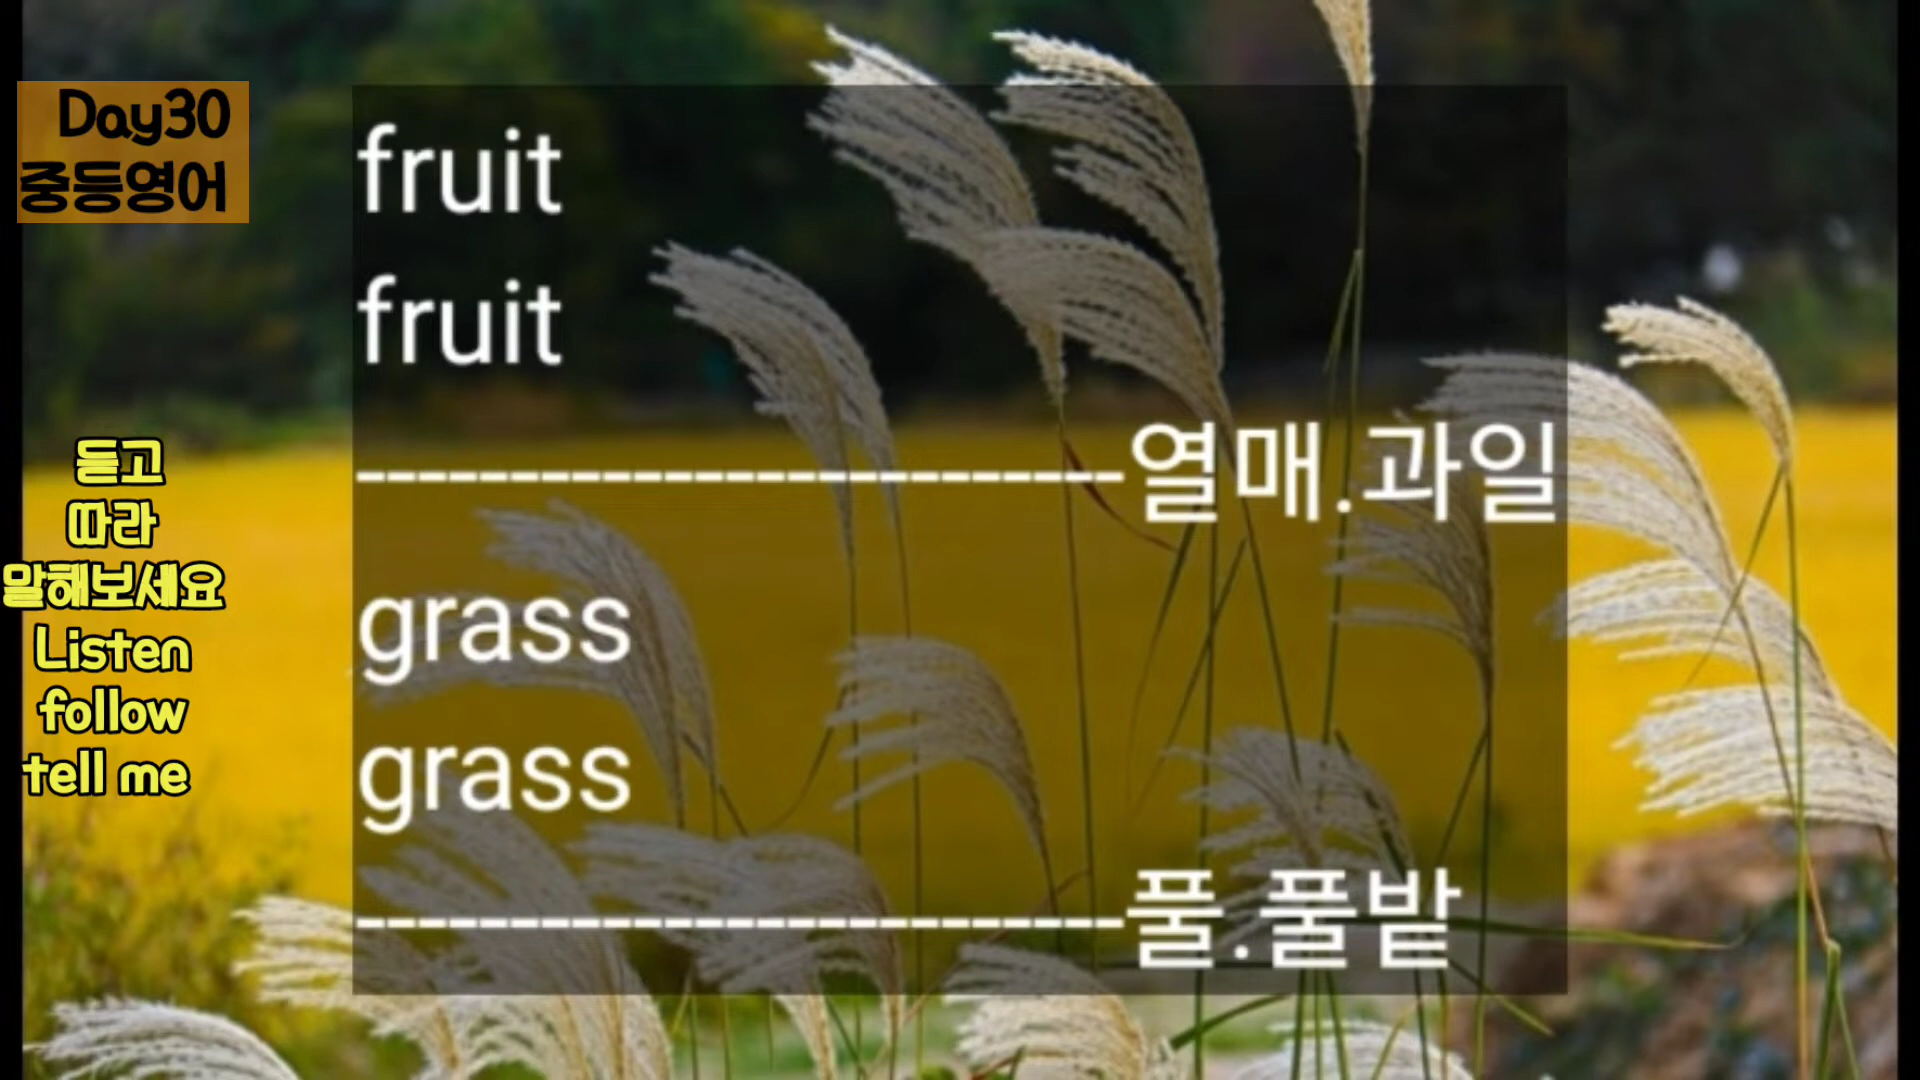 Day30
중등영어
fruit
fruit
-------------------------열매.과일
grass
grass
-------------------------풀.풀밭
듣고
따라
말해보세요
Listen
follow
tell me